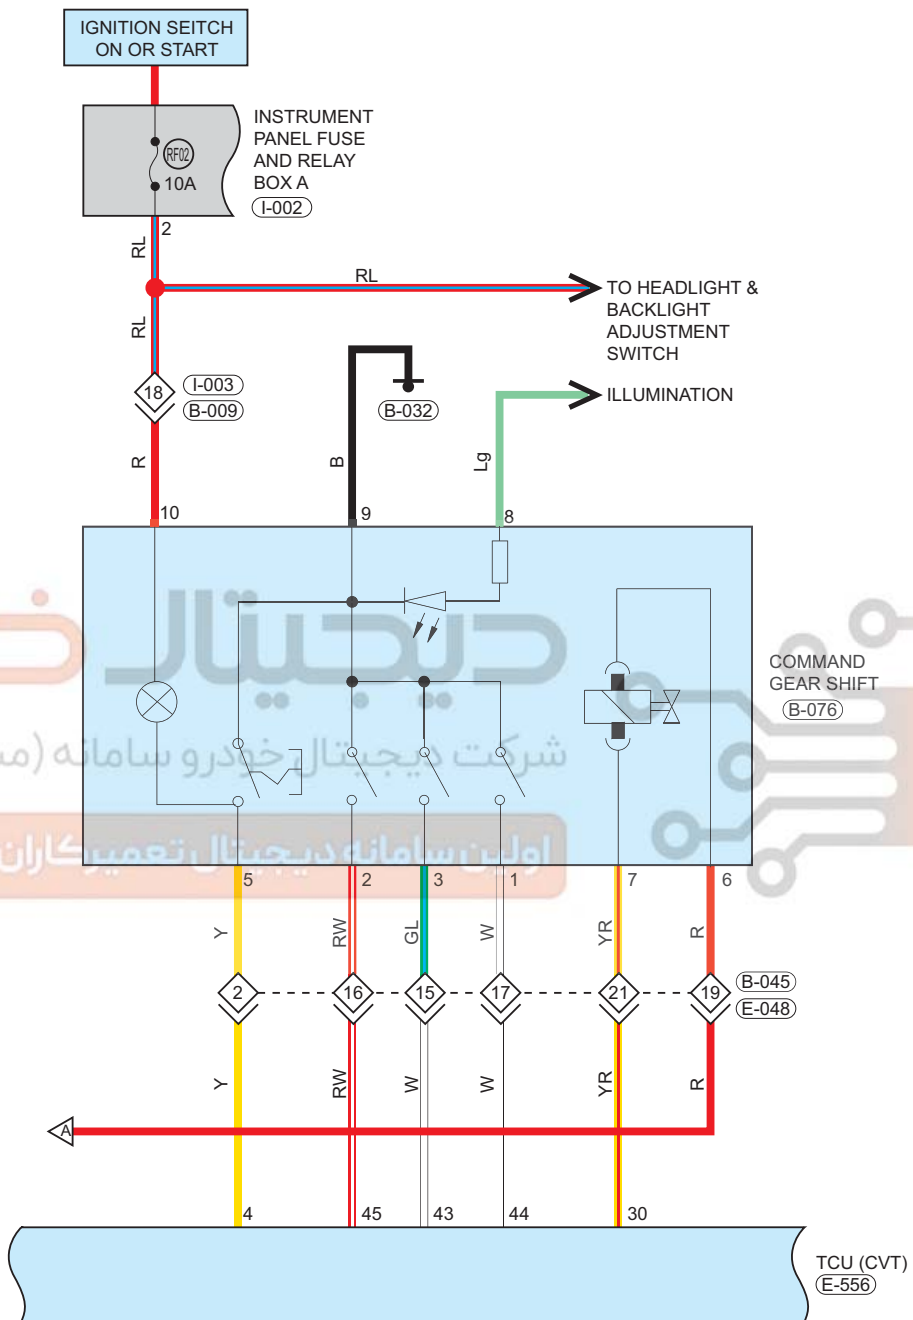 IGNITION SEITCH
ON OR START
INSTRUMENT
PANEL FUSE
AND RELAY
BOX A
I-002
RF02
10A
2
RL
RL
TO HEADLIGHT &
BACKLIGHT
ADJUSTMENT
SWITCH
RL
18
I-003
B-009
B-032
ILLUMINATION
R
B
Lg
10
9
8
دیجیتال خ
COMMAND
GEAR SHIFT
B-076
شرکت دیجیتال خودرو سامانه (مس
اولین سامانه دیجیتال تعمیرکاران
5
2
3
1
7
6
Y
RW
GL
W
YR
R
2
16
15
17
21
19
B-045
E-048
Y
RW
W
W
YR
R
A
4
45
43
44
30
TCU (CVT)
E-556